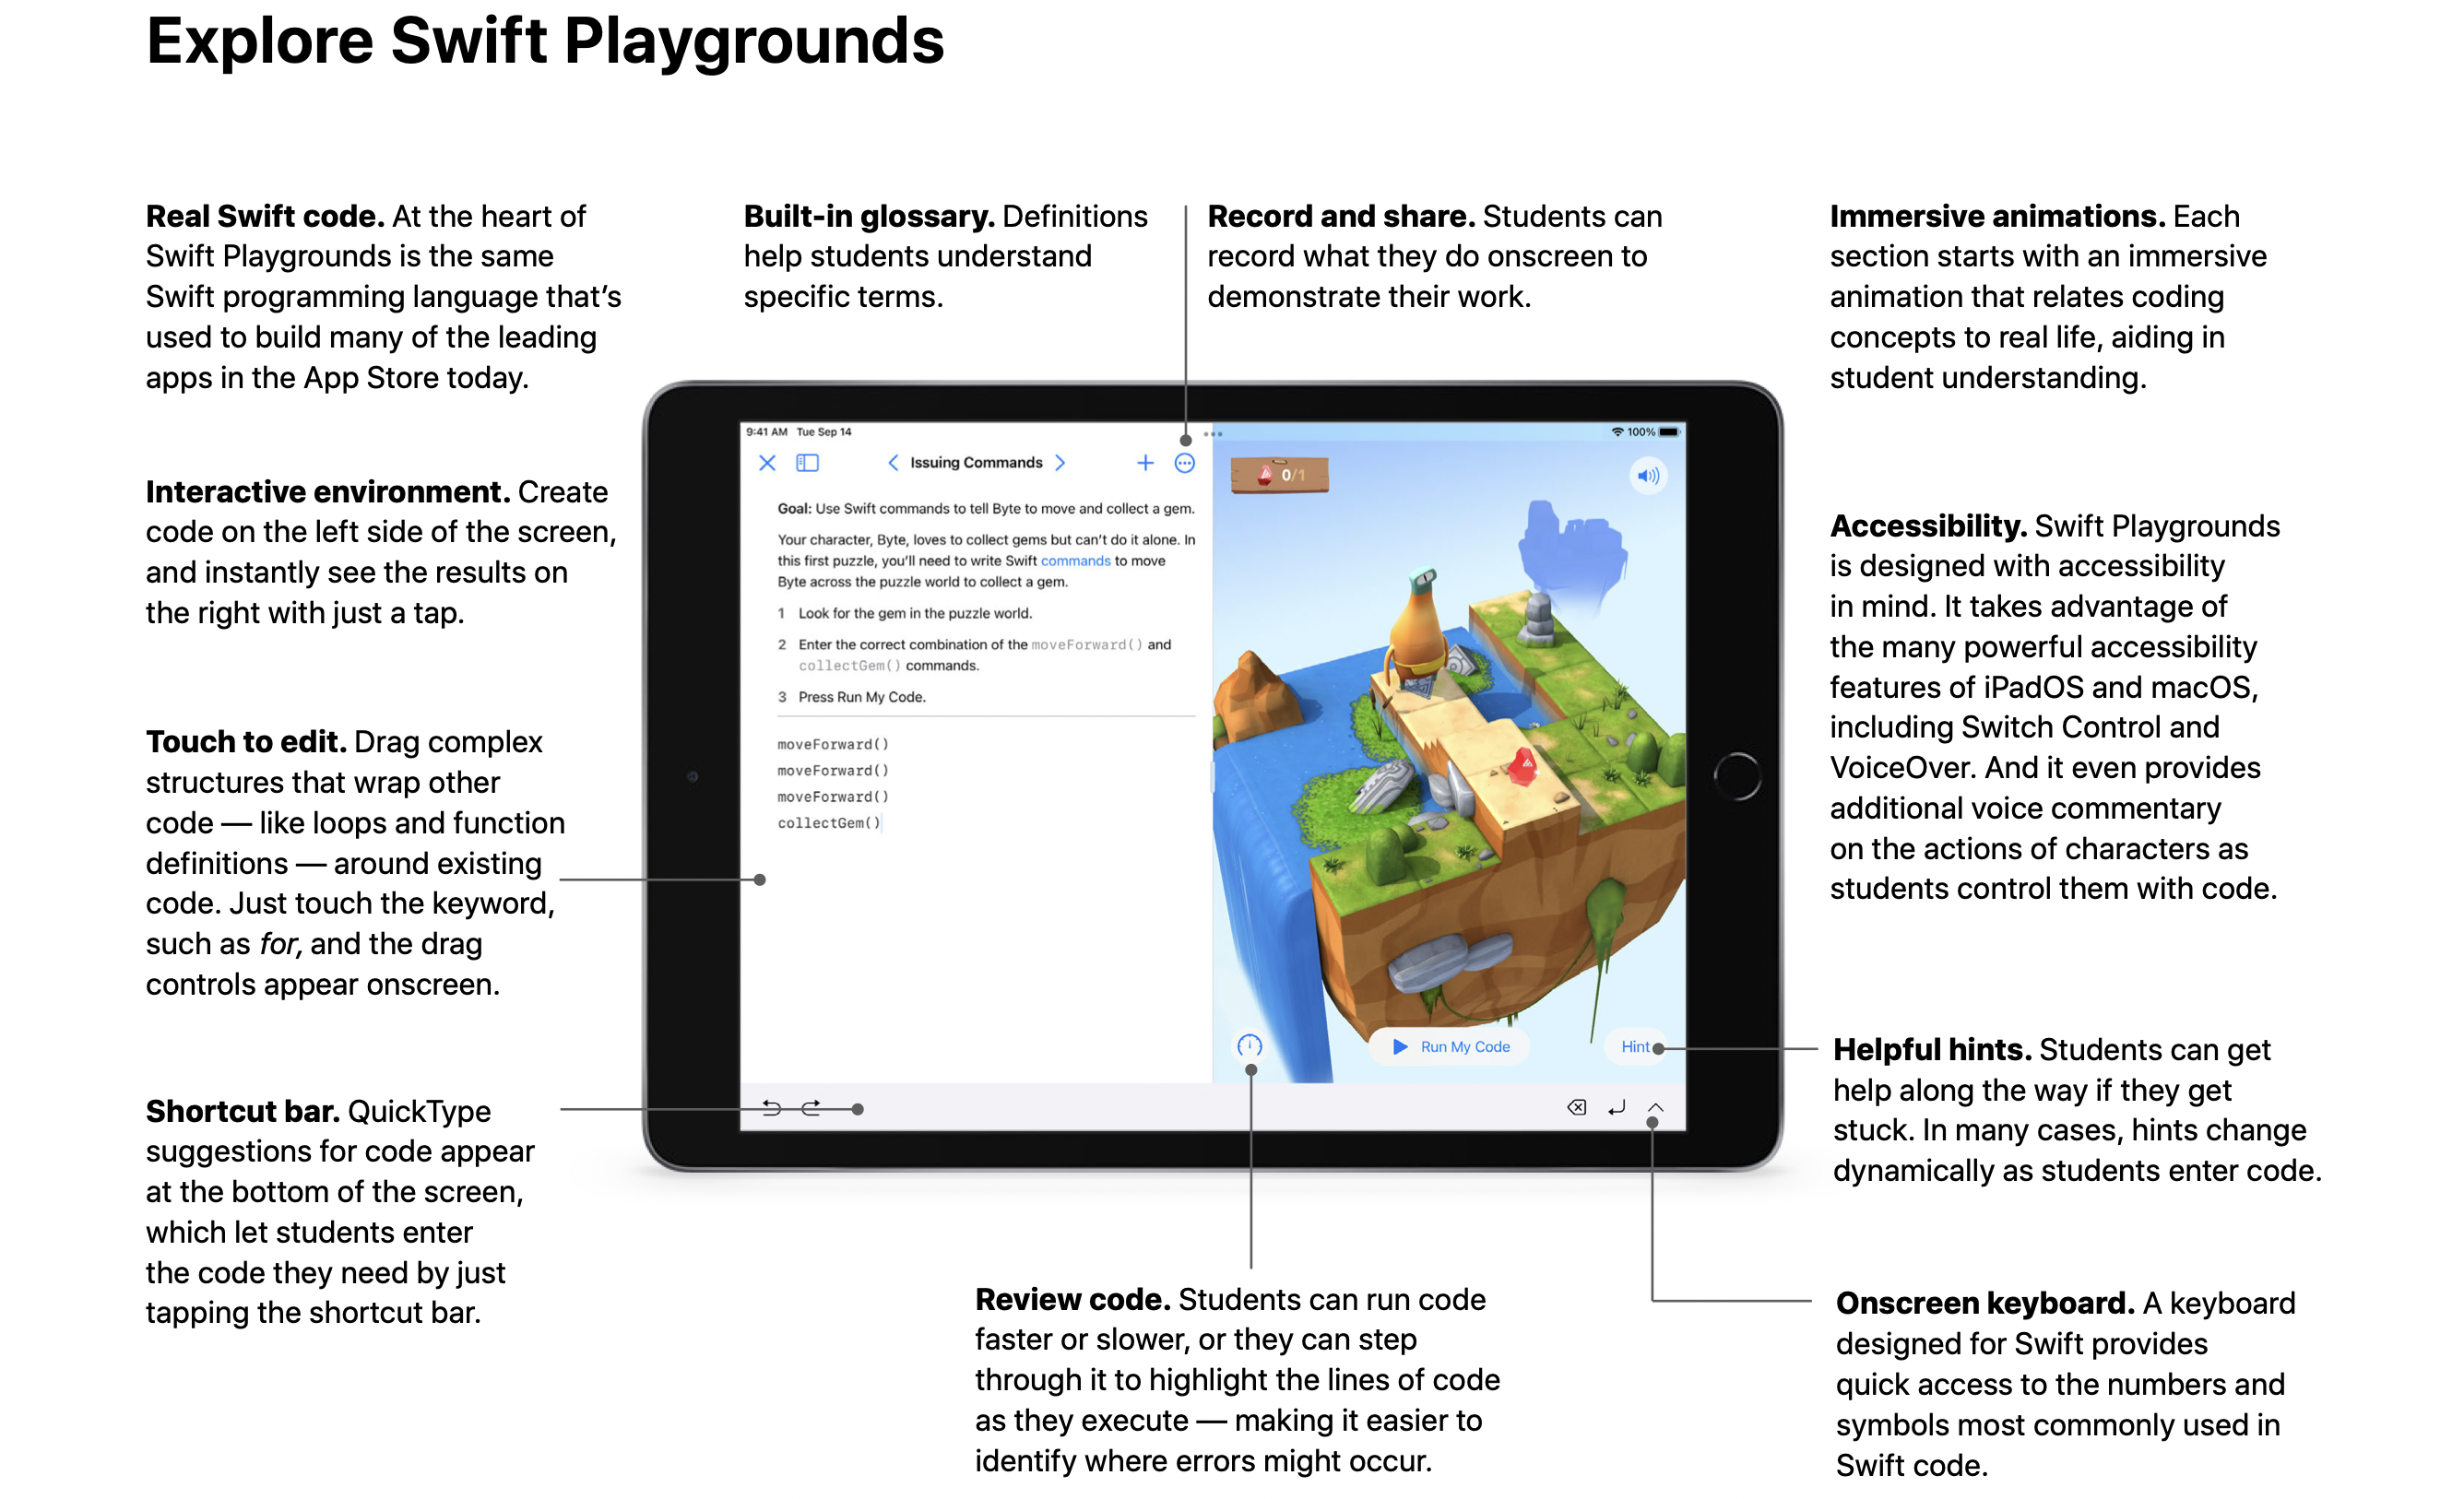 Explore Swift Playgrounds
Real Swift code. At the heart of
Swift Playgrounds is the same
Swift programming language that’s
used to build many of the leading
apps in the App Store today.
Interactive environment. Create
code on the left side of the screen,
and instantly see the results on
the right with just a tap.
Touch to edit. Drag complex
structures that wrap other
code — like loops and function
definitions — around existing
code. Just touch the keyword,
such as for, and the drag
controls appear onscreen.
Shortcut bar. QuickType
suggestions for code appear
at the bottom of the screen,
which let students enter
the code they need by just
tapping the shortcut bar.
Built-in glossary. Definitions
help students understand
specific terms.
Record and share. Students can
record what they do onscreen to
demonstrate their work.
9:41 AM Tue Sep 14
100%
Issuing Commands
Goal: Use Swift commands to tell Byte to move and collect a gem.
Your character, Byte, loves to collect gems but can’t do it alone. In
this first puzzle, you’ll need to write Swift commands to move
Byte across the puzzle world to collect a gem.
1 Look for the gem in the puzzle world.
2 Enter the correct combination of the moveForward() and
collectGem() commands.
3 Press Run My Code.
moveForward()
moveForward()
moveForward()
collectGem()
0/1
Run My Code
Hint
Review code. Students can run code
faster or slower, or they can step
through it to highlight the lines of code
as they execute — making it easier to
identify where errors might occur.
Immersive animations. Each
section starts with an immersive
animation that relates coding
concepts to real life, aiding in
student understanding.
Accessibility. Swift Playgrounds
is designed with accessibility
in mind. It takes advantage of
the many powerful accessibility
features of iPadOS and macOS,
including Switch Control and
VoiceOver. And it even provides
additional voice commentary
on the actions of characters as
students control them with code.
Helpful hints. Students can get
help along the way if they get
stuck. In many cases, hints change
dynamically as students enter code.
Onscreen keyboard. A keyboard
designed for Swift provides
quick access to the numbers and
symbols most commonly used in
Swift code.